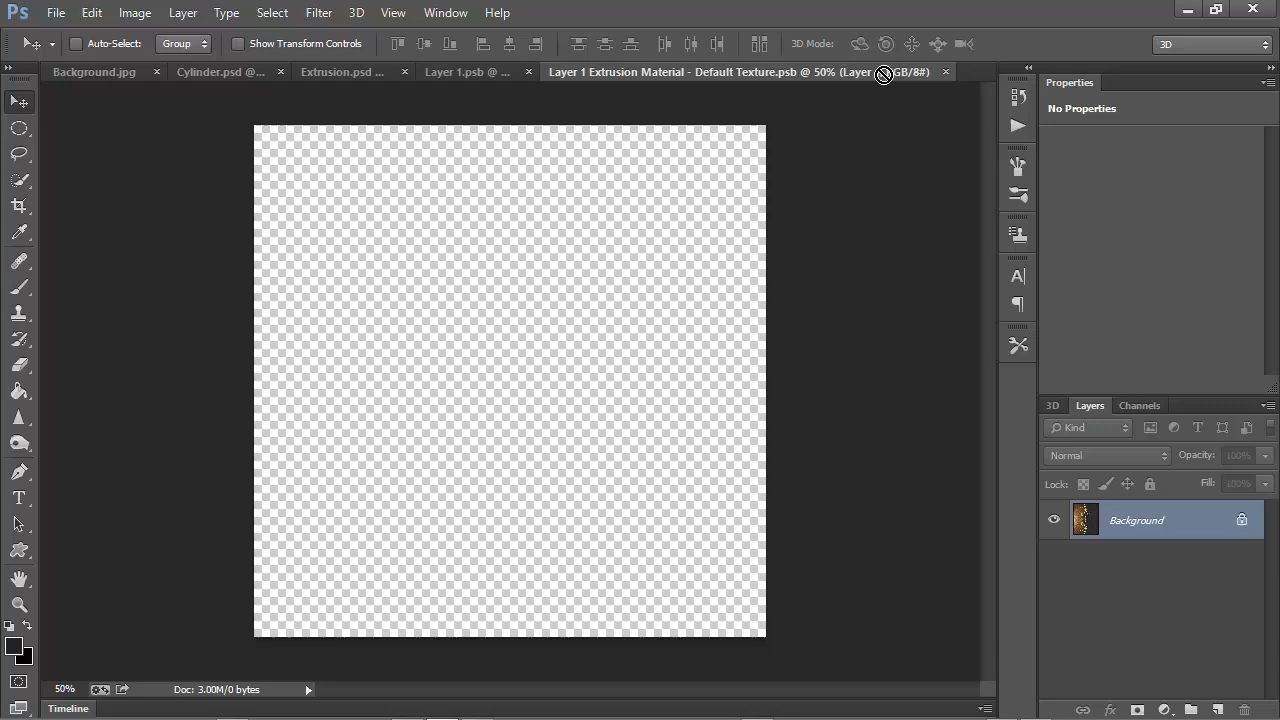 Ps File Edit Image Layer Type Select Filter 3D View Window Help
Auto-Select: Group Show Transform Controls 3D Mode: 3D
Background.jpg × Cylinder.psd @... × Extrusion.psd ... × Layer 1.psb @ ... × Layer 1 Extrusion Material - Default Texture.psb @ 50% (Layer GB/8#) ×
Properties
No Properties
3D Layers Channels
Kind
Normal Opacity: 100%
Lock: Fill: 100%
Background
50% Doc: 3.00M/0 bytes
Timeline